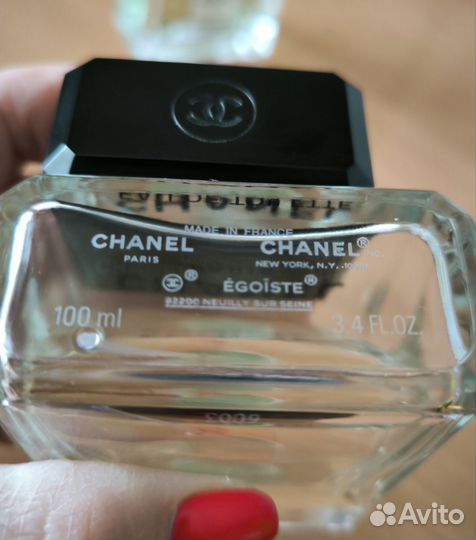 MADE IN FRANCE
CHANEL CHANEL®
PARIS NEW YORK, N.Y.
ÉGOÏSTE®
92200 NEUILLY SUR SEINE
100 ml 3.4 FL.OZ.
Avito